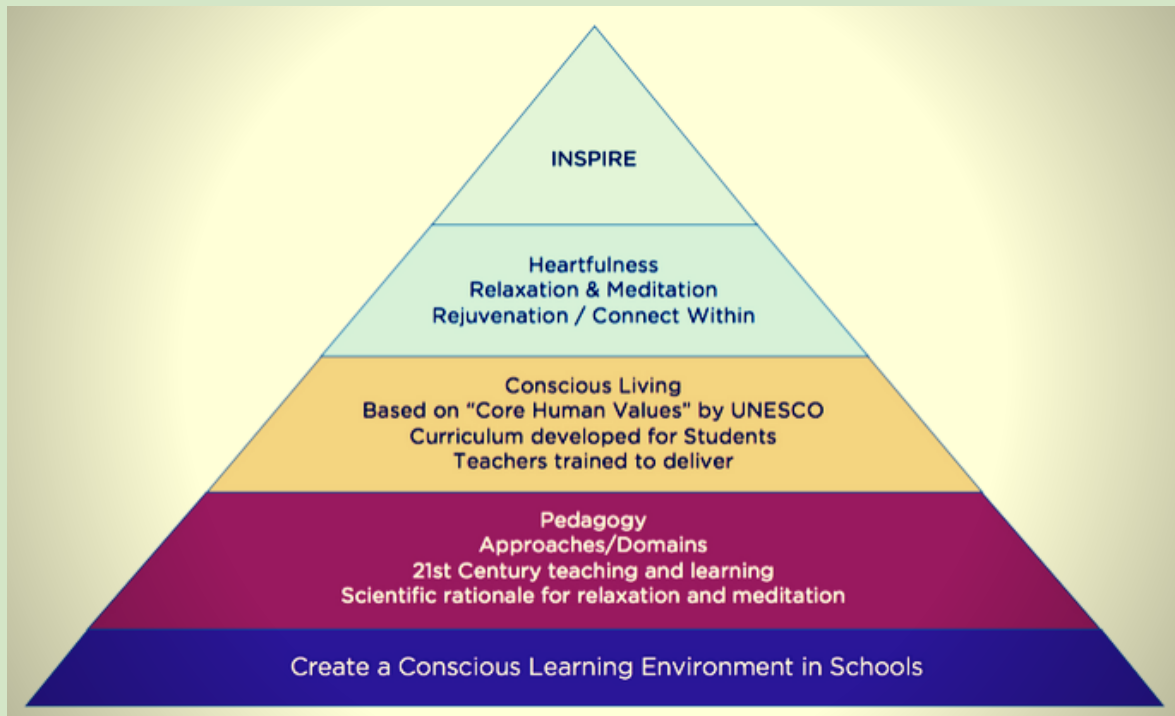 INSPIRE
Heartfulness
Relaxation & Meditation
Rejuvenation / Connect Within
Conscious Living
Based on “Core Human Values” by UNESCO
Curriculum developed for Students
Teachers trained to deliver
Pedagogy
Approaches/Domains
21st Century teaching and learning
Scientific rationale for relaxation and meditation
Create a Conscious Learning Environment in Schools